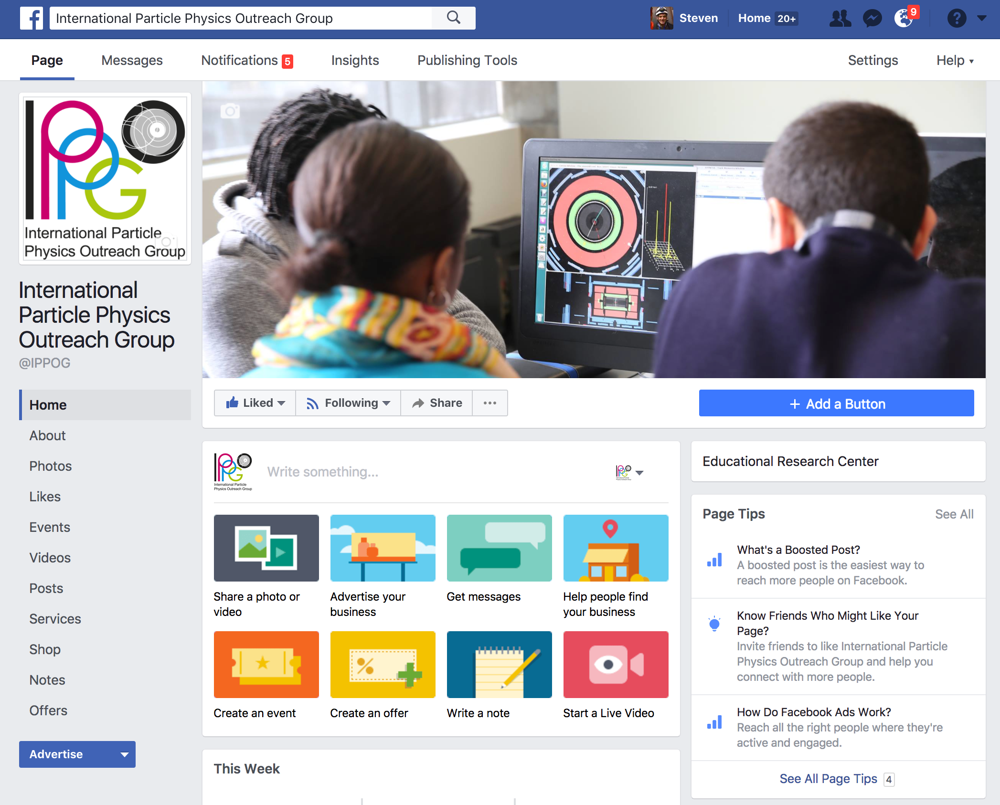 International Particle Physics Outreach Group
Steven
Home 20+
9
Page
Messages
Notifications 5
Insights
Publishing Tools
Settings
Help
IPPOG
International Particle
Physics Outreach Group
International
Particle Physics
Outreach Group
@IPPOG
Home
About
Photos
Likes
Events
Videos
Posts
Services
Shop
Notes
Offers
Advertise
Liked
Following
Share
+ Add a Button
IPPOG
International Particle
Physics Outreach Group
Write something...
Share a photo or
video
Advertise your
business
Get messages
Help people find
your business
Create an event
Create an offer
Write a note
Start a Live Video
This Week
Educational Research Center
Page Tips
See All
What's a Boosted Post?
A boosted post is the easiest way to
reach more people on Facebook.
Know Friends Who Might Like Your
Page?
Invite friends to like International Particle
Physics Outreach Group and help you
connect with more people.
How Do Facebook Ads Work?
Reach all the right people where they're
active and engaged.
See All Page Tips 4